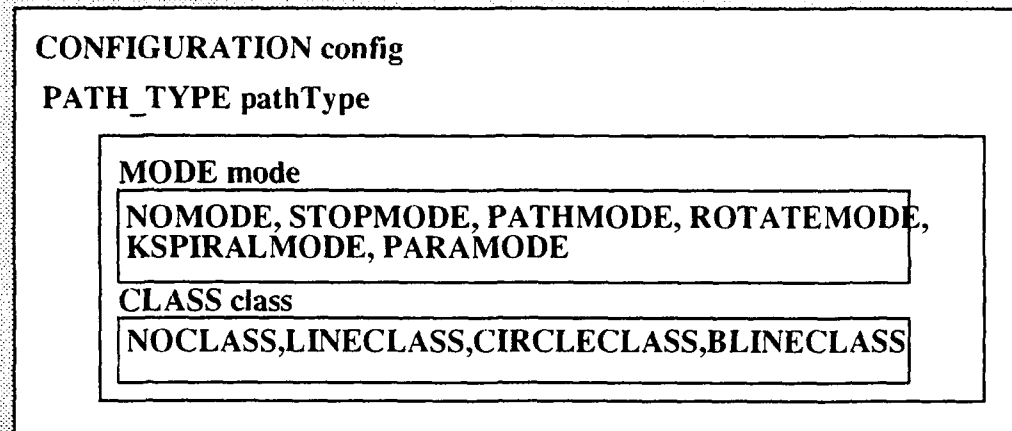 CONFIGURATION config
PATH_TYPE pathType
MODE mode
NOMODE, STOPMODE, PATHMODE, ROTATEMODE,
KSPIRALMODE, PARAMODE
CLASS class
NOCLASS,LINECLASS,CIRCLECLASS,BLINECLASS